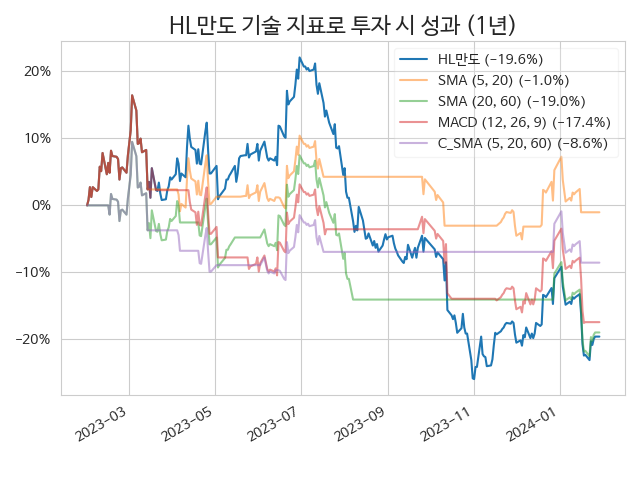 HL만도 기술 지표로 투자 시 성과 (1년)
HL만도 (−19.6%)
SMA (5, 20) (−1.0%)
SMA (20, 60) (−19.0%)
MACD (12, 26, 9) (−17.4%)
C_SMA (5, 20, 60) (−8.6%)
20%
10%
0%
−10%
−20%
2023−03
2023−05
2023−07
2023−09
2023−11
2024−01